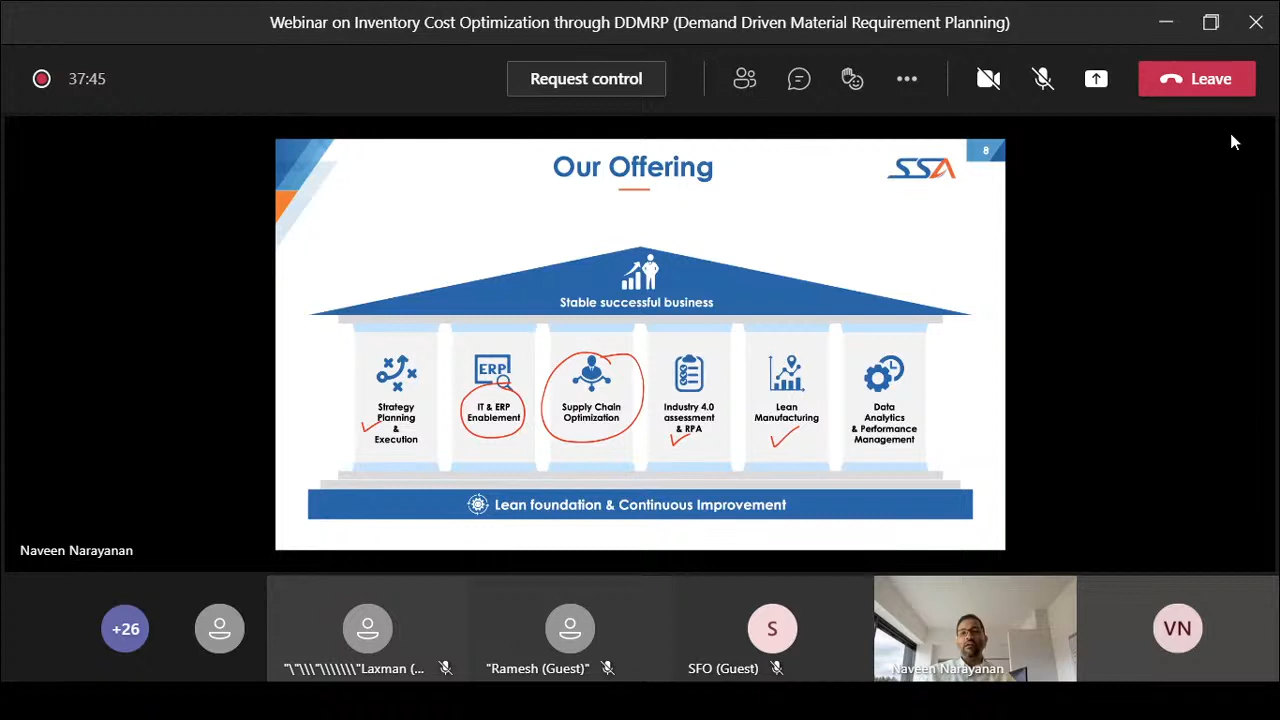 Webinar on Inventory Cost Optimization through DDMRP (Demand Driven Material Requirement Planning)
37:45
Request control
Leave
8
Our Offering
SSA
Stable successful business
Strategy
Planning
&
Execution
ERP
IT & ERP
Enablement
Supply Chain
Optimization
Industry 4.0
assessment
& RPA
Lean
Manufacturing
Data
Analytics
& Performance
Management
Lean foundation & Continuous Improvement
Naveen Narayanan
+26
"\"\\\"\\\\\\\"Laxman (...
"Ramesh (Guest)"
S
SFO (Guest)
Naveen Narayanan
VN